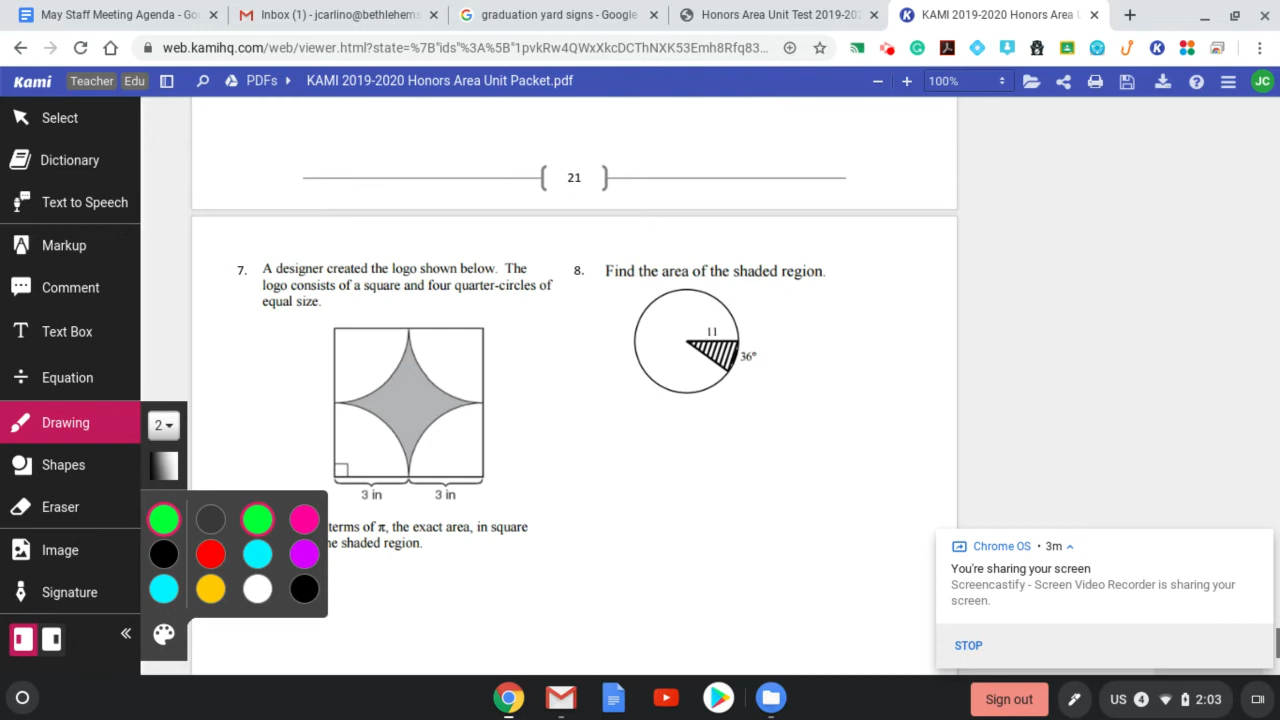 May Staff Meeting Agenda - Go
Inbox (1) - jcarlino@bethlehems
graduation yard signs - Google
Honors Area Unit Test 2019-202
KAMI 2019-2020 Honors Area U
web.kamihq.com/web/viewer.html?state=%7B"ids"%3A%5B"1pvkRw4QWxXkcDCThNXK53Emh8Rfq83...
Kami Teacher Edu
PDFs
KAMI 2019-2020 Honors Area Unit Packet.pdf
100%
JC
Select
Dictionary
Text to Speech
Markup
Comment
Text Box
Equation
Drawing
Shapes
Eraser
Image
Signature
2
21
7. A designer created the logo shown below. The
logo consists of a square and four quarter-circles of
equal size.
3 in 3 in
terms of π, the exact area, in square
he shaded region.
8. Find the area of the shaded region.
11
36°
Chrome OS • 3m
You're sharing your screen
Screencastify - Screen Video Recorder is sharing your
screen.
STOP
Sign out
US 4 2:03